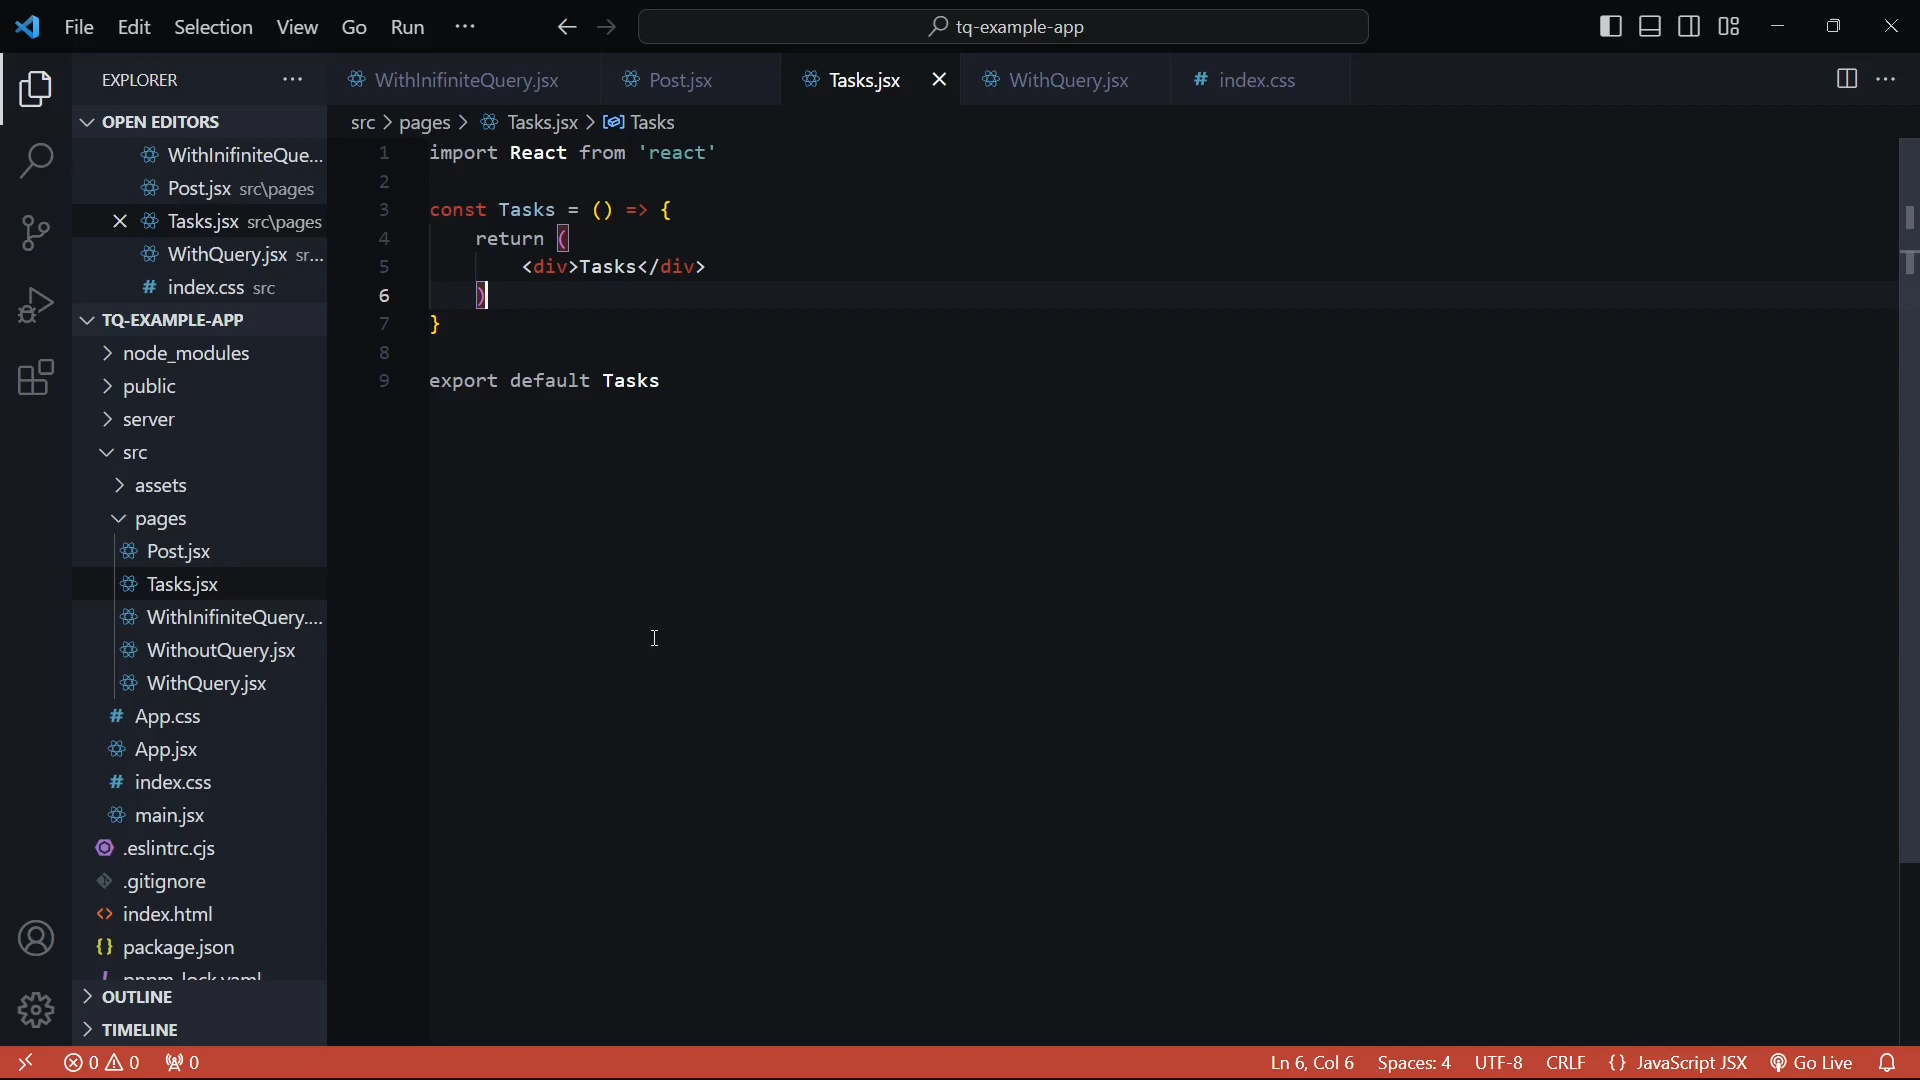 File Edit Selection View Go Run ··· tq-example-app
EXPLORER ···
WithInifiniteQuery.jsx Post.jsx Tasks.jsx WithQuery.jsx # index.css
OPEN EDITORS
WithInifiniteQue...
Post.jsx src\pages
Tasks.jsx src\pages
WithQuery.jsx sr...
# index.css src
TQ-EXAMPLE-APP
node_modules
public
server
src
assets
pages
Post.jsx
Tasks.jsx
WithInifiniteQuery....
WithoutQuery.jsx
WithQuery.jsx
# App.css
App.jsx
# index.css
main.jsx
.eslintrc.cjs
.gitignore
<> index.html
{} package.json
! pnpm-lock.yaml
OUTLINE
TIMELINE
src > pages > Tasks.jsx > Tasks
1 import React from 'react'
2
3 const Tasks = () => {
4 return (
5 <div>Tasks</div>
6 )
7 }
8
9 export default Tasks
0 0 0 Ln 6, Col 6 Spaces: 4 UTF-8 CRLF {} JavaScript JSX Go Live